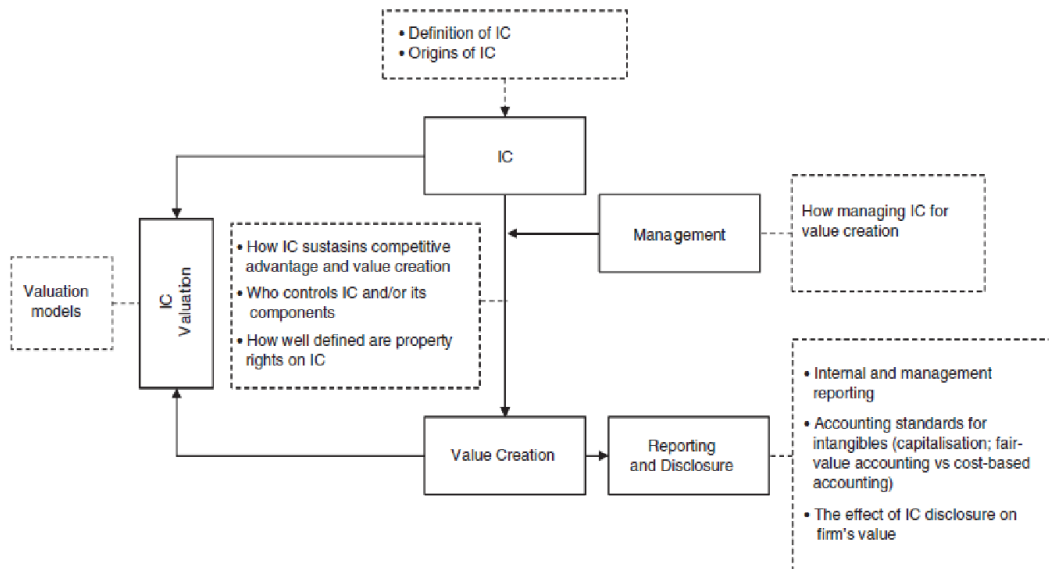 • Definition of IC
• Origins of IC
IC
Management
How managing IC for
value creation
• How IC sustasins competitive
advantage and value creation
• Who controls IC and/or its
components
• How well defined are property
rights on IC
IC
Valuation
Valuation
models
Value Creation
Reporting
and Disclosure
• Internal and management
reporting
• Accounting standards for
intangibles (capitalisation; fair-
value accounting vs cost-based
accounting)
• The effect of IC disclosure on
firm's value